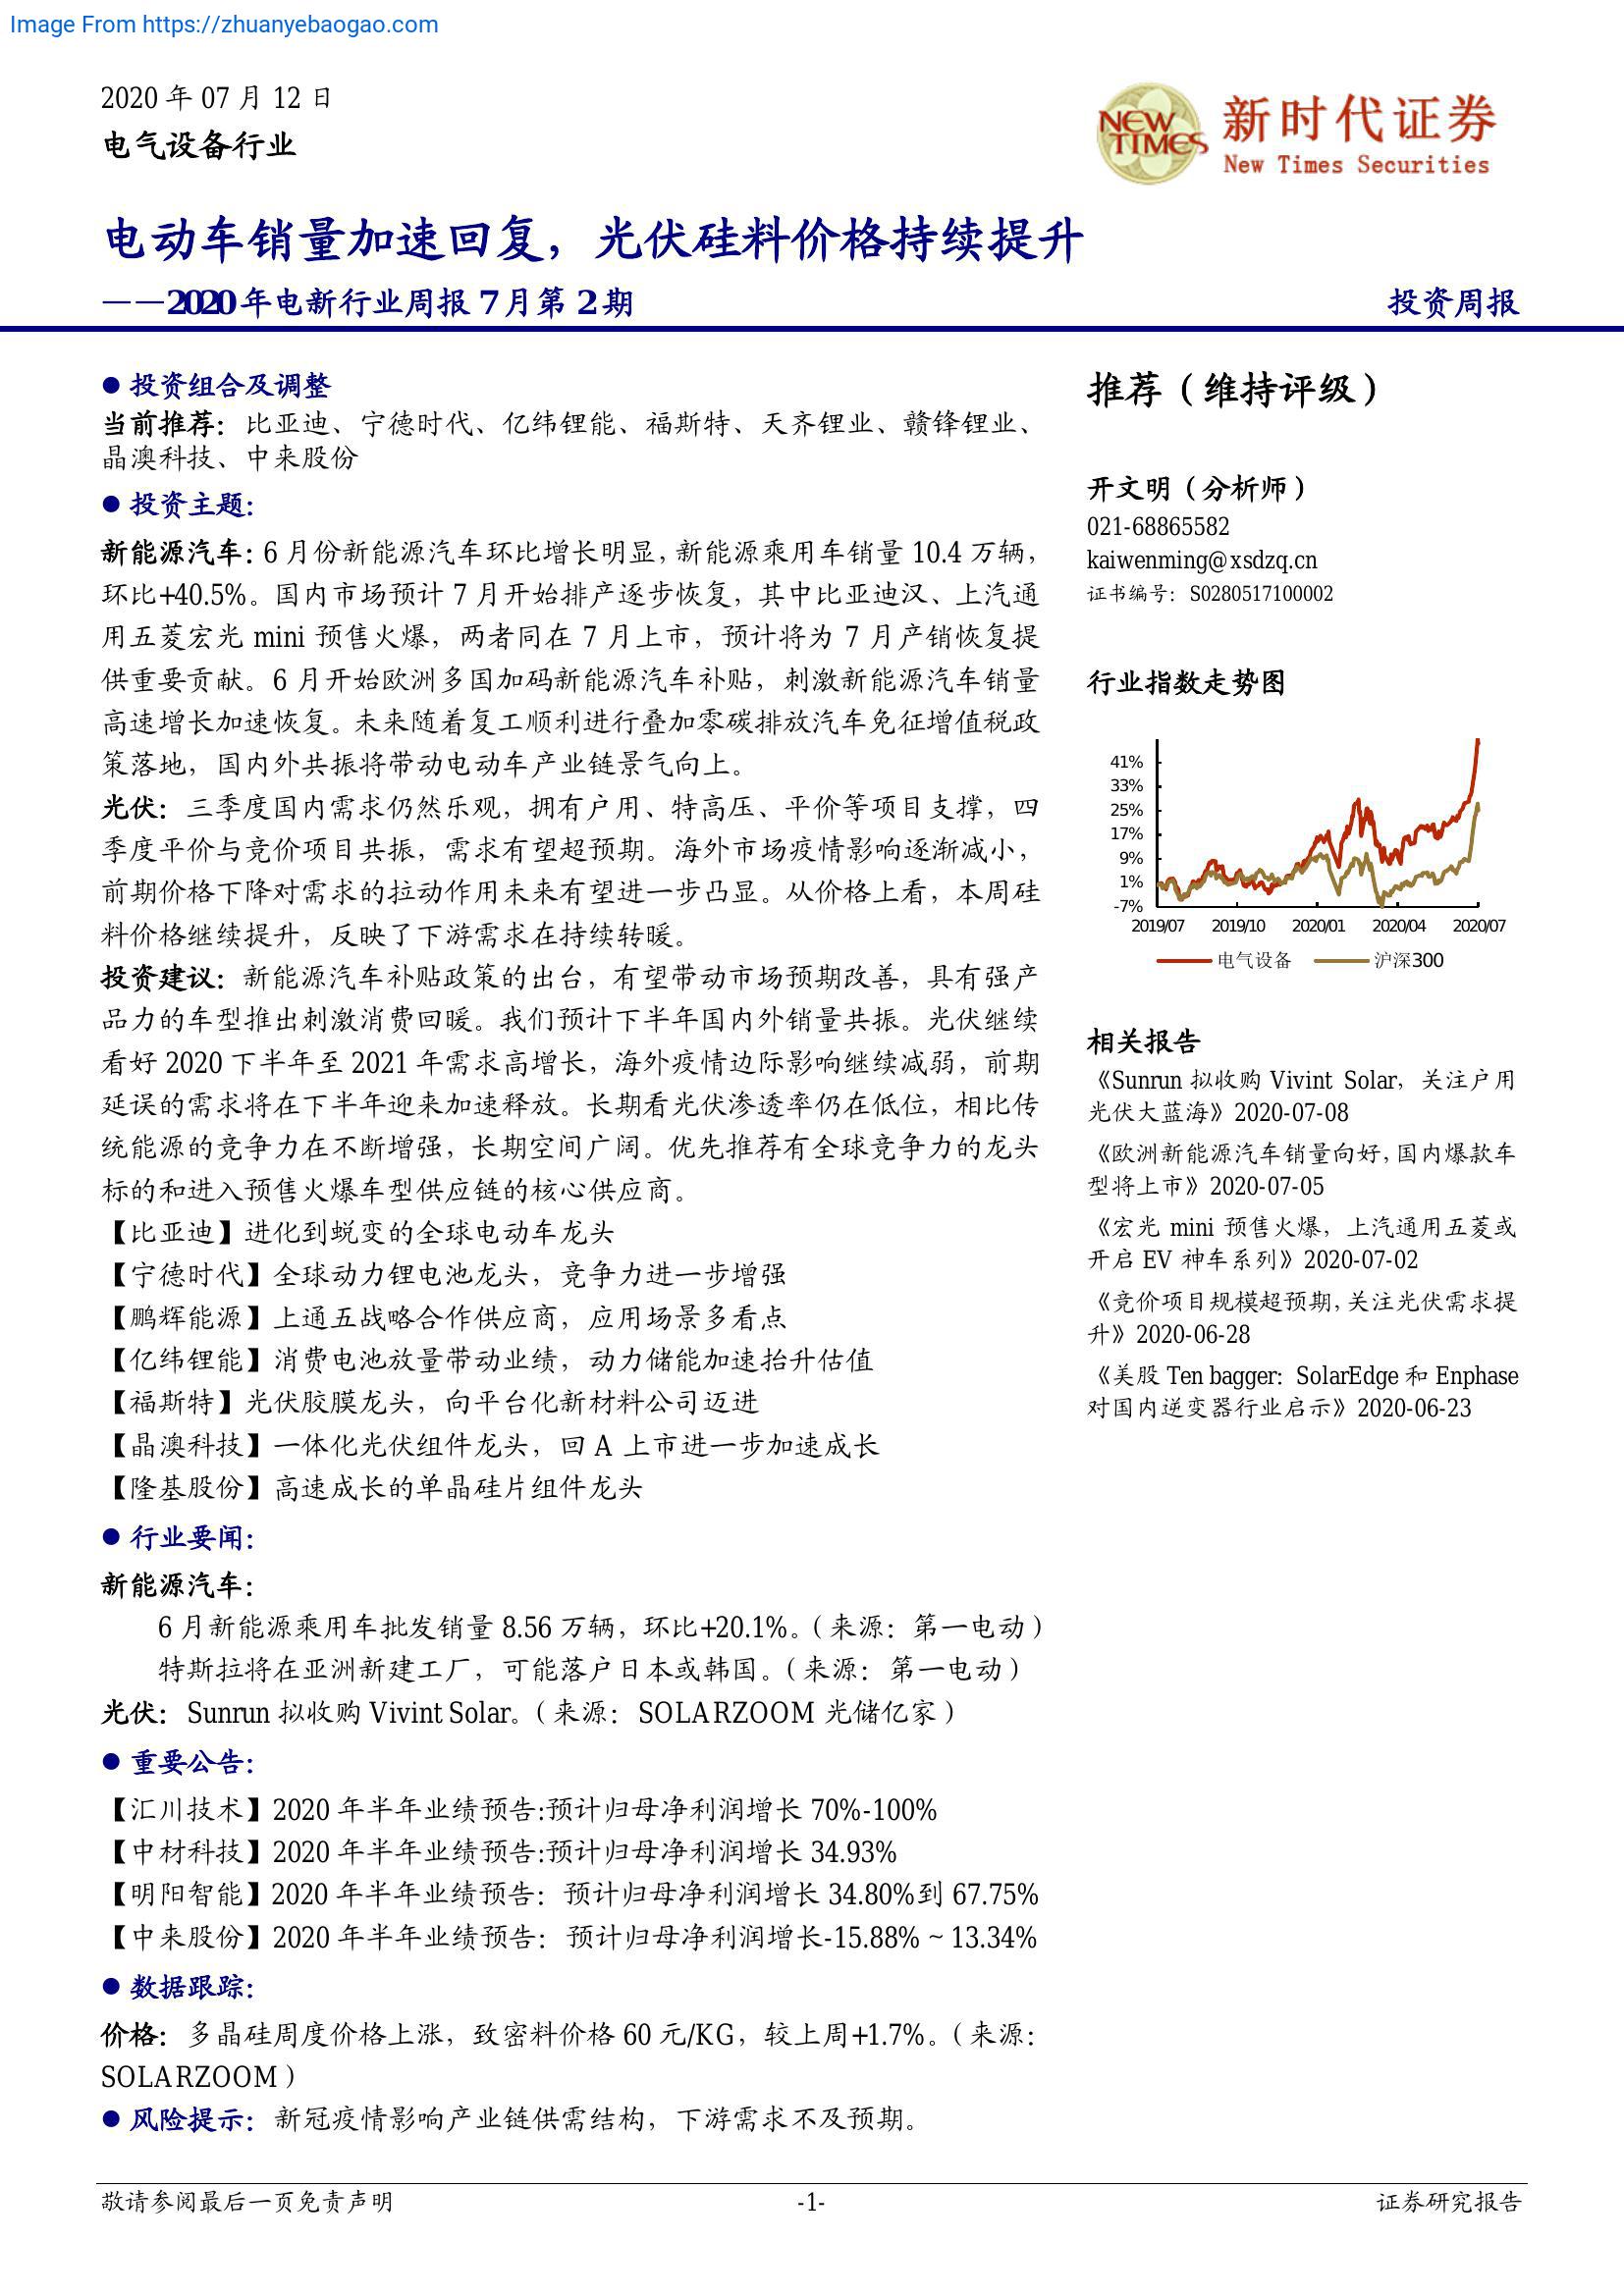 Image From https://zhuanyebaogao.com
2020 年 07 月 12 日
电气设备行业
NEW TIMES
新时代证券
New Times Securities
电动车销量加速回复，光伏硅料价格持续提升
——2020 年电新行业周报 7 月第 2 期
投资周报
● 投资组合及调整
当前推荐：比亚迪、宁德时代、亿纬锂能、福斯特、天齐锂业、赣锋锂业、
晶澳科技、中来股份
● 投资主题：
新能源汽车：6 月份新能源汽车环比增长明显，新能源乘用车销量 10.4 万辆，
环比+40.5%。国内市场预计 7 月开始排产逐步恢复，其中比亚迪汉、上汽通
用五菱宏光 mini 预售火爆，两者同在 7 月上市，预计将为 7 月产销恢复提
供重要贡献。6 月开始欧洲多国加码新能源汽车补贴，刺激新能源汽车销量
高速增长加速恢复。未来随着复工顺利进行叠加零碳排放汽车免征增值税政
策落地，国内外共振将带动电动车产业链景气向上。
光伏：三季度国内需求仍然乐观，拥有户用、特高压、平价等项目支撑，四
季度平价与竞价项目共振，需求有望超预期。海外市场疫情影响逐渐减小，
前期价格下降对需求的拉动作用未来有望进一步凸显。从价格上看，本周硅
料价格继续提升，反映了下游需求在持续转暖。
投资建议：新能源汽车补贴政策的出台，有望带动市场预期改善，具有强产
品力的车型推出刺激消费回暖。我们预计下半年国内外销量共振。光伏继续
看好 2020 下半年至 2021 年需求高增长，海外疫情边际影响继续减弱，前期
延误的需求将在下半年迎来加速释放。长期看光伏渗透率仍在低位，相比传
统能源的竞争力在不断增强，长期空间广阔。优先推荐有全球竞争力的龙头
标的和进入预售火爆车型供应链的核心供应商。
【比亚迪】进化到蜕变的全球电动车龙头
【宁德时代】全球动力锂电池龙头，竞争力进一步增强
【鹏辉能源】上通五战略合作供应商，应用场景多看点
【亿纬锂能】消费电池放量带动业绩，动力储能加速抬升估值
【福斯特】光伏胶膜龙头，向平台化新材料公司迈进
【晶澳科技】一体化光伏组件龙头，回 A 上市进一步加速成长
【隆基股份】高速成长的单晶硅片组件龙头
● 行业要闻：
新能源汽车：
6 月新能源乘用车批发销量 8.56 万辆，环比+20.1%。（来源：第一电动）
特斯拉将在亚洲新建工厂，可能落户日本或韩国。（来源：第一电动）
光伏：Sunrun 拟收购 Vivint Solar。（来源：SOLARZOOM 光储亿家）
● 重要公告：
【汇川技术】2020 年半年业绩预告:预计归母净利润增长 70%-100%
【中材科技】2020 年半年业绩预告:预计归母净利润增长 34.93%
【明阳智能】2020 年半年业绩预告：预计归母净利润增长 34.80%到 67.75%
【中来股份】2020 年半年业绩预告：预计归母净利润增长-15.88% ~ 13.34%
● 数据跟踪：
价格：多晶硅周度价格上涨，致密料价格 60 元/KG，较上周+1.7%。（来源：
SOLARZOOM）
● 风险提示：新冠疫情影响产业链供需结构，下游需求不及预期。
推荐（维持评级）
开文明（分析师）
021-68865582
kaiwenming@xsdzq.cn
证书编号：S0280517100002
行业指数走势图
41%
33%
25%
17%
9%
1%
-7%
2019/07 2019/10 2020/01 2020/04 2020/07
电气设备 沪深300
相关报告
《Sunrun 拟收购 Vivint Solar，关注户用
光伏大蓝海》2020-07-08
《欧洲新能源汽车销量向好，国内爆款车
型将上市》2020-07-05
《宏光 mini 预售火爆，上汽通用五菱或
开启 EV 神车系列》2020-07-02
《竞价项目规模超预期，关注光伏需求提
升》2020-06-28
《美股 Ten bagger：SolarEdge 和 Enphase
对国内逆变器行业启示》2020-06-23
敬请参阅最后一页免责声明
-1-
证券研究报告